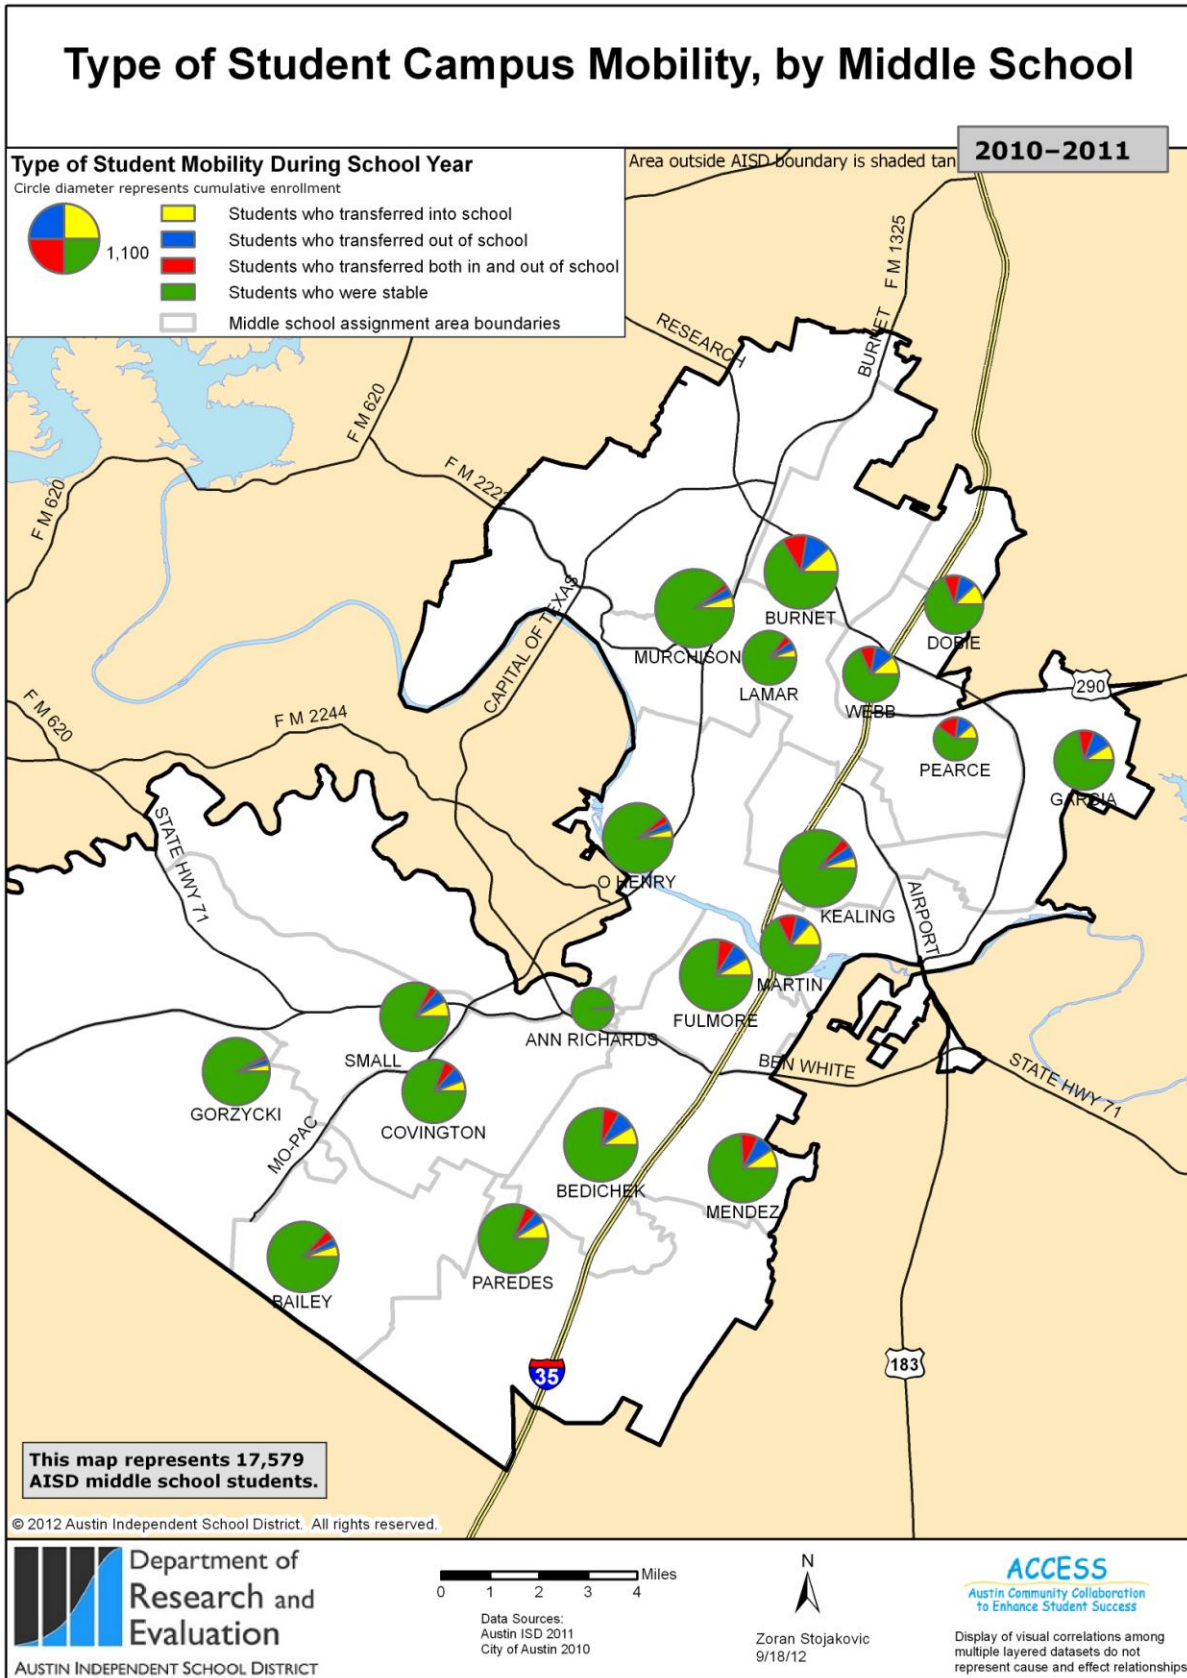 Type of Student Campus Mobility, by Middle School
2010–2011
Type of Student Mobility During School Year
Circle diameter represents cumulative enrollment
1,100
Students who transferred into school
Students who transferred out of school
Students who transferred both in and out of school
Students who were stable
Middle school assignment area boundaries
Area outside AISD boundary is shaded tan
F M 1325
BURNET
RESEARCH
F M 620
F M 620
F M 2222
CAPITAL OF TEXAS
BURNET
DOBIE
MURCHISON
LAMAR
WEBB
290
F M 620
F M 2244
PEARCE
GARCIA
STATE HWY 71
O HENRY
KEALING
AIRPORT
MARTIN
FULMORE
ANN RICHARDS
SMALL
BEN WHITE
STATE HWY 71
GORZYCKI
COVINGTON
MO-PAC
BEDICHEK
MENDEZ
PAREDES
BAILEY
35
183
This map represents 17,579
AISD middle school students.
© 2012 Austin Independent School District. All rights reserved.
Department of
Research and
Evaluation
AUSTIN INDEPENDENT SCHOOL DISTRICT
0 1 2 3 4 Miles
Data Sources:
Austin ISD 2011
City of Austin 2010
N
Zoran Stojakovic
9/18/12
ACCESS
Austin Community Collaboration
to Enhance Student Success
Display of visual correlations among
multiple layered datasets do not
represent cause and effect relationships